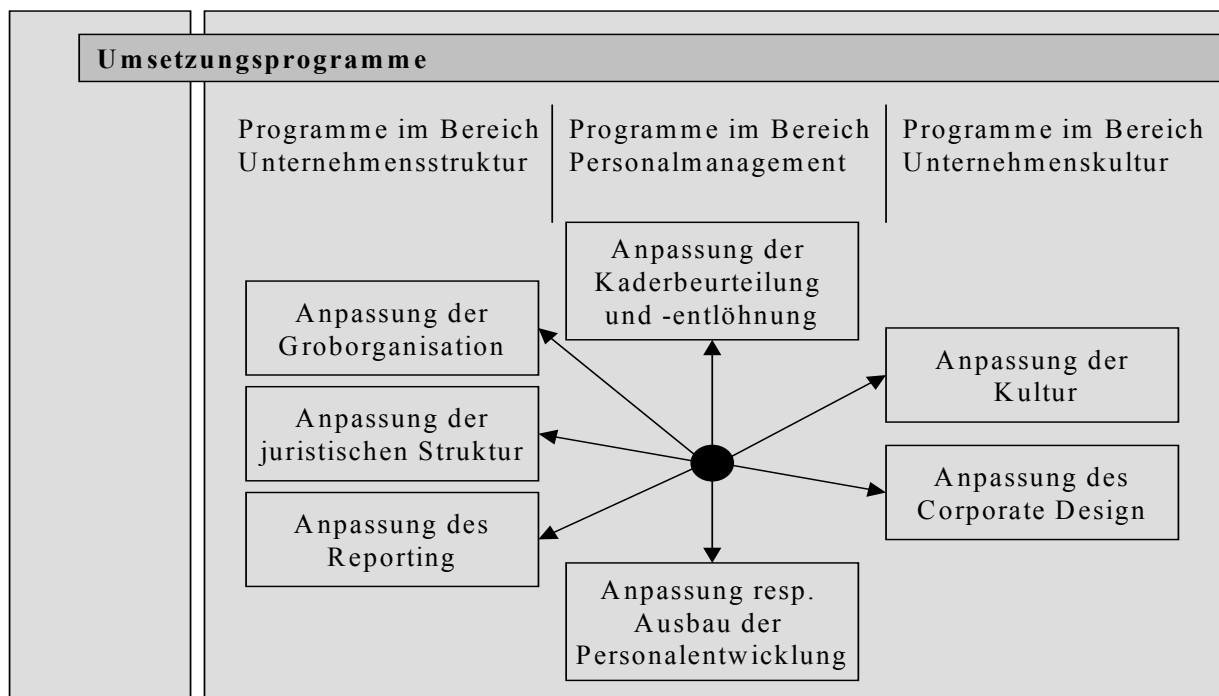 Umsetzungsprogramme
Programme im Bereich
Unternehmensstruktur
Programme im Bereich
Personalmanagement
Programme im Bereich
Unternehmenskultur
Anpassung der
Groborganisation
Anpassung der
juristischen Struktur
Anpassung des
Reporting
Anpassung der
Kaderbeurteilung
und -entlöhnung
Anpassung resp.
Ausbau der
Personalentwicklung
Anpassung der
Kultur
Anpassung des
Corporate Design